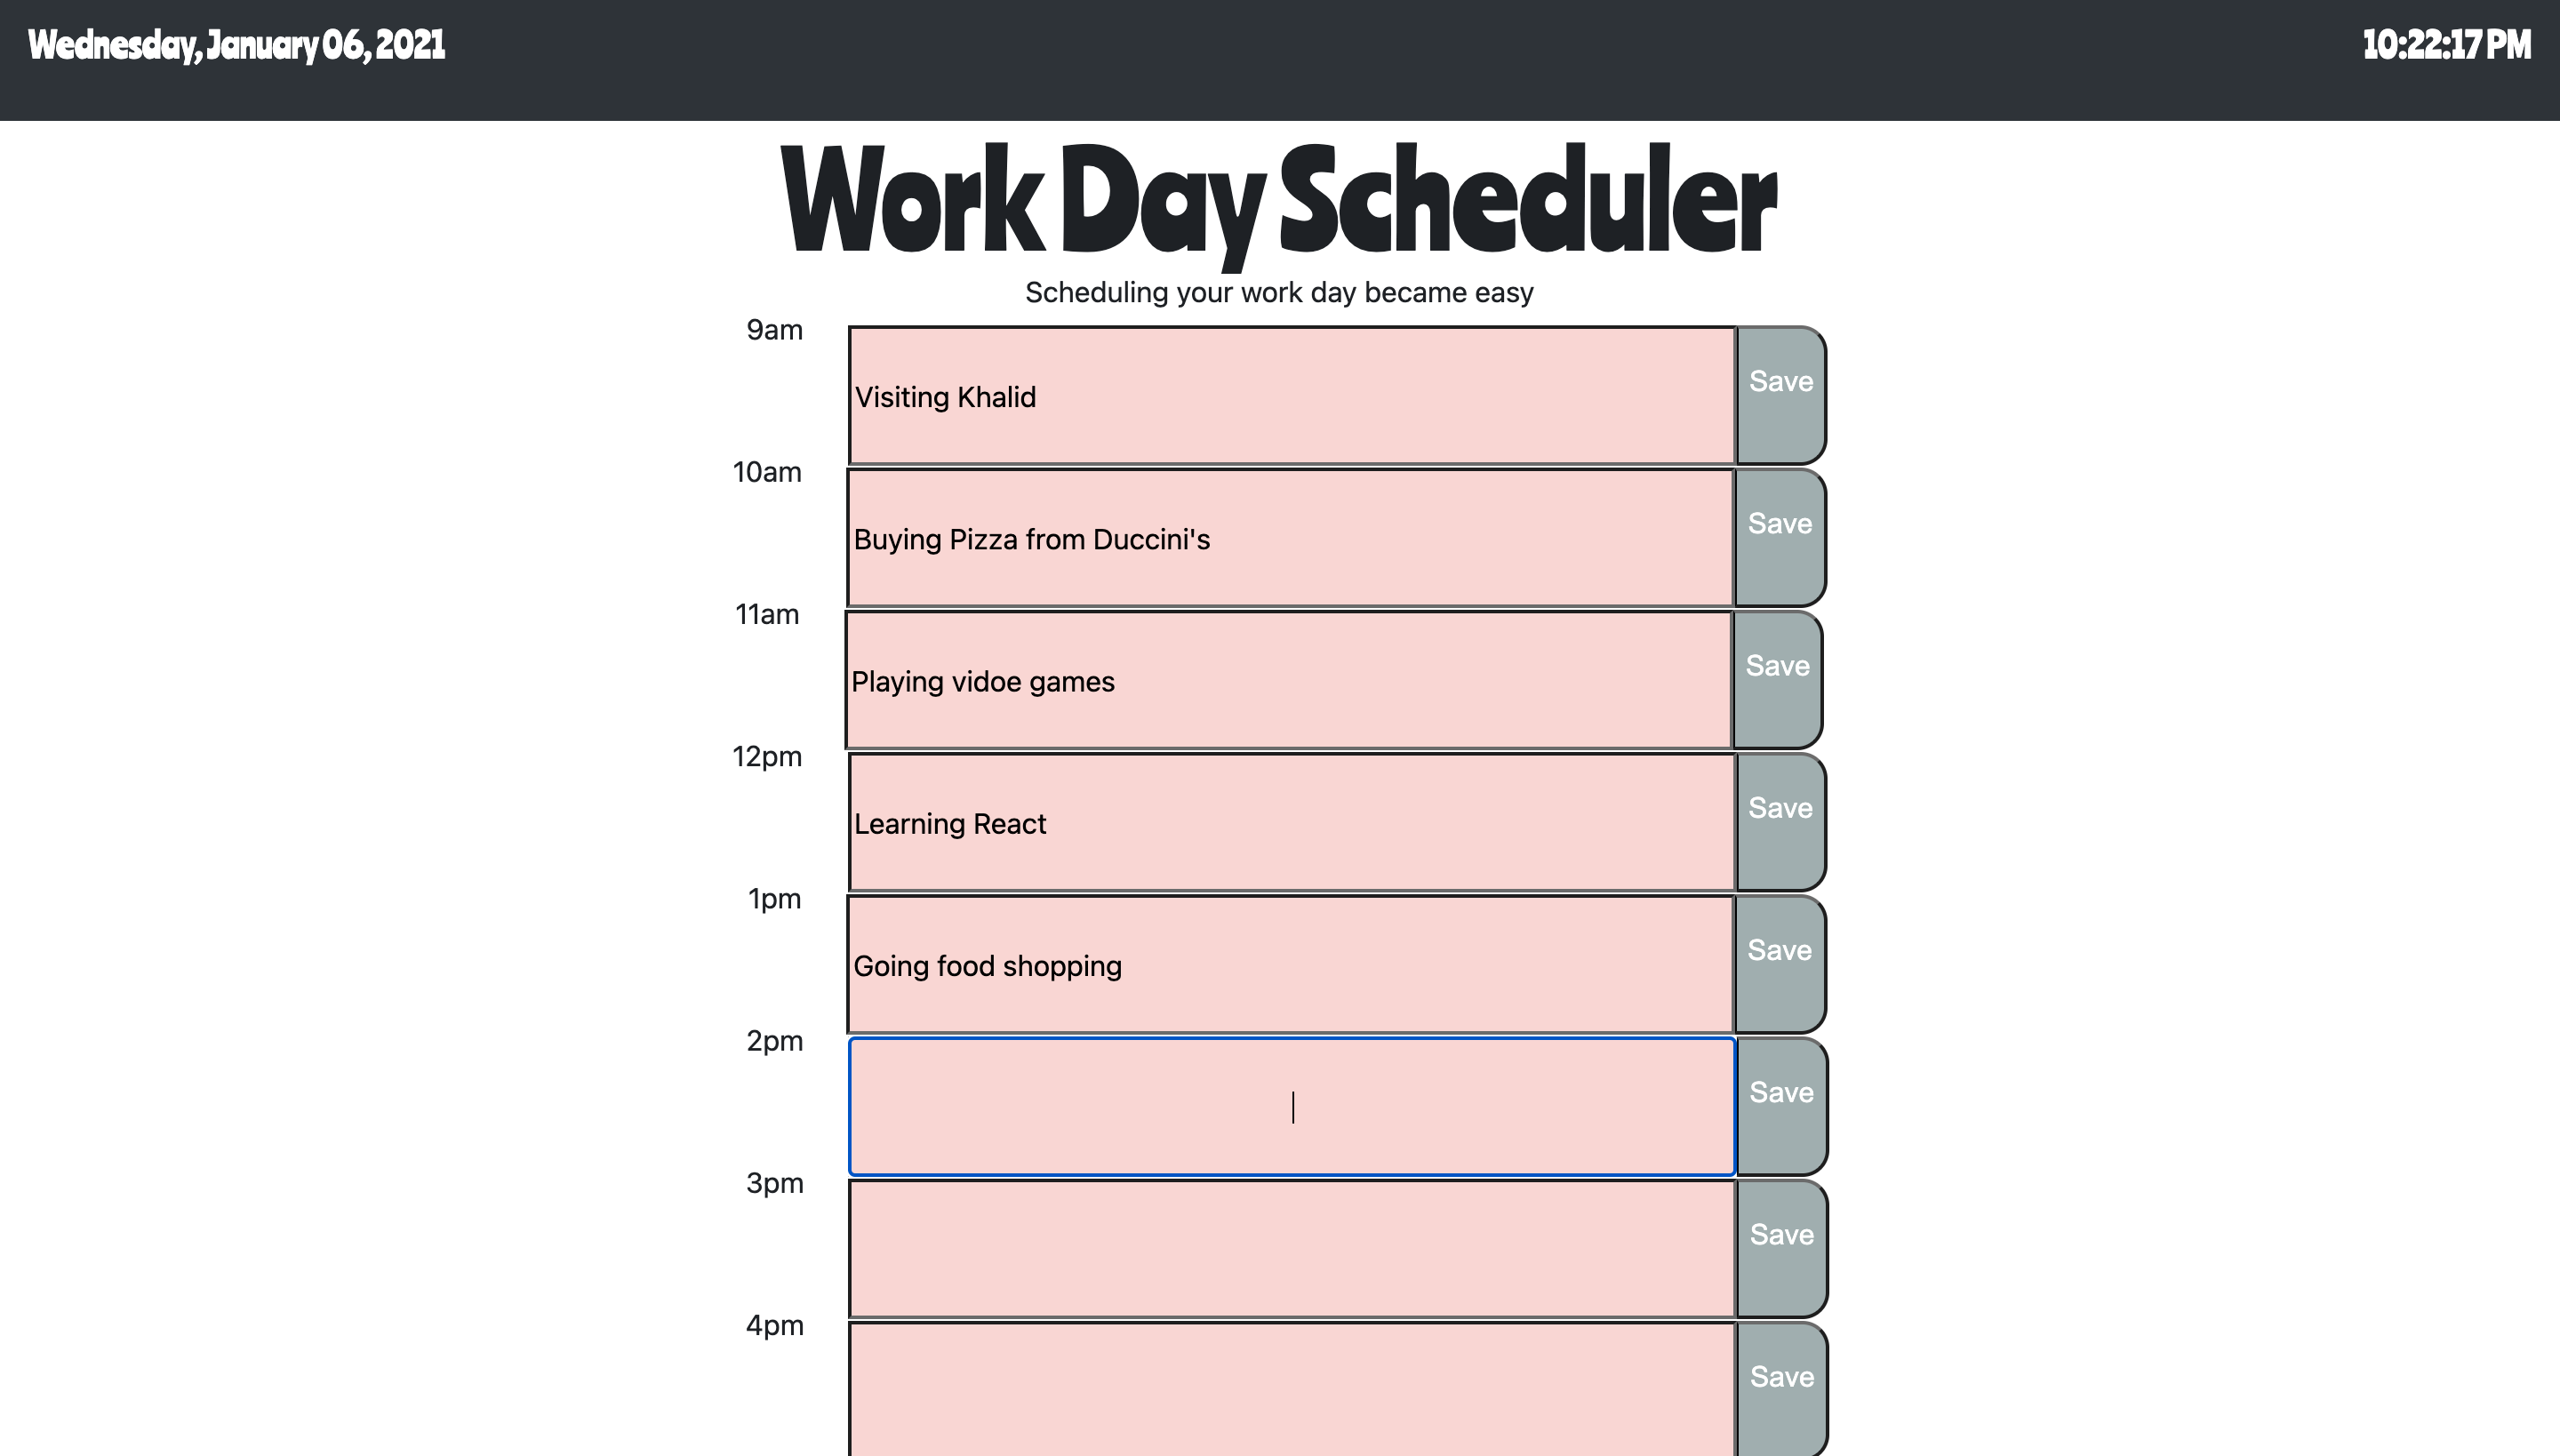 Wednesday, January 06, 2021
10:22:17 PM
Work Day Scheduler
Scheduling your work day became easy
9am
Visiting Khalid
Save
10am
Buying Pizza from Duccini's
Save
11am
Playing vidoe games
Save
12pm
Learning React
Save
1pm
Going food shopping
Save
2pm
Save
3pm
Save
4pm
Save